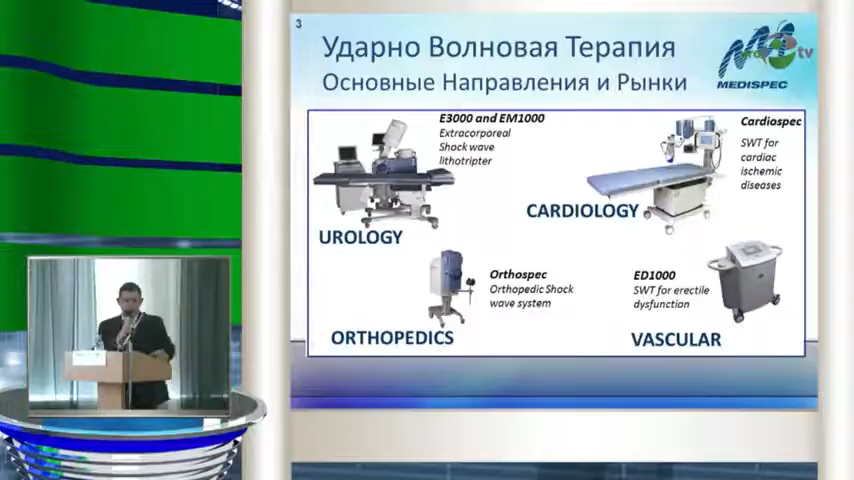 3
Ударно Волновая Терапия
Основные Направления и Рынки
tv
MEDISPEC
E3000 and EM1000
Extracorporeal
Shock wave
lithotripter
UROLOGY
Cardiospec
SWT for
cardiac
ischemic
diseases
CARDIOLOGY
Orthospec
Orthopedic Shock
wave system
ORTHOPEDICS
ED1000
SWT for erectile
dysfunction
VASCULAR